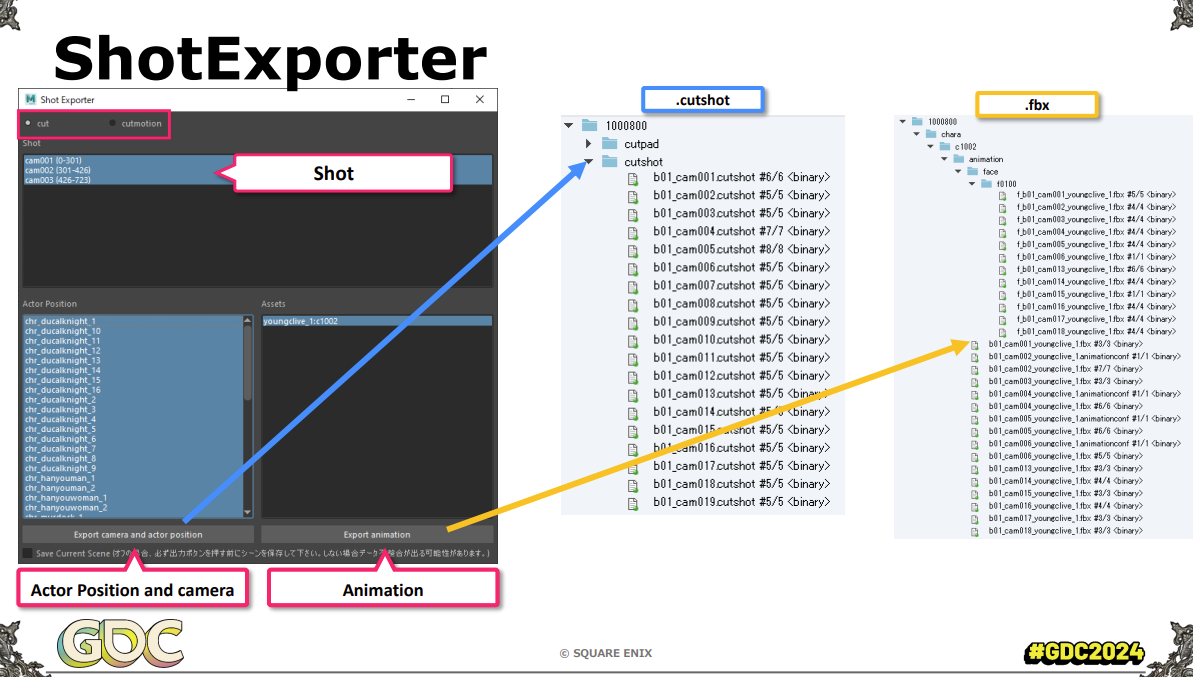 ShotExporter
Shot Exporter
cut
cutmotion
Shot
cam001 (0-301)
cam002 (301-426)
cam003 (426-723)
Shot
Actor Position
chr_ducalknight_1
chr_ducalknight_10
chr_ducalknight_11
chr_ducalknight_12
chr_ducalknight_13
chr_ducalknight_14
chr_ducalknight_15
chr_ducalknight_16
chr_ducalknight_2
chr_ducalknight_3
chr_ducalknight_4
chr_ducalknight_5
chr_ducalknight_6
chr_ducalknight_7
chr_ducalknight_8
chr_ducalknight_9
chr_hanyouman_1
chr_hanyouman_2
chr_hanyouwoman_1
chr_hanyouwoman_2
Assets
youngclive_1:c1002
Export camera and actor position
Export animation
Save Current Scene (オフの場合、必ず出力ボタンを押す前にシーンを保存して下さい。しない場合データ不整合が出る可能性があります。)
Actor Position and camera
Animation
.cutshot
1000800
cutpad
cutshot
b01_cam001.cutshot #6/6 <binary>
b01_cam002.cutshot #5/5 <binary>
b01_cam003.cutshot #5/5 <binary>
b01_cam004.cutshot #7/7 <binary>
b01_cam005.cutshot #8/8 <binary>
b01_cam006.cutshot #5/5 <binary>
b01_cam007.cutshot #5/5 <binary>
b01_cam008.cutshot #5/5 <binary>
b01_cam009.cutshot #5/5 <binary>
b01_cam010.cutshot #5/5 <binary>
b01_cam011.cutshot #5/5 <binary>
b01_cam012.cutshot #5/5 <binary>
b01_cam013.cutshot #5/5 <binary>
b01_cam014.cutshot #5/5 <binary>
b01_cam015.cutshot #5/5 <binary>
b01_cam016.cutshot #5/5 <binary>
b01_cam017.cutshot #5/5 <binary>
b01_cam018.cutshot #5/5 <binary>
b01_cam019.cutshot #5/5 <binary>
.fbx
1000800
chara
c1002
animation
face
f0100
f_b01_cam001_youngclive_1.fbx #5/5 <binary>
f_b01_cam002_youngclive_1.fbx #4/4 <binary>
f_b01_cam003_youngclive_1.fbx #4/4 <binary>
f_b01_cam004_youngclive_1.fbx #4/4 <binary>
f_b01_cam005_youngclive_1.fbx #4/4 <binary>
f_b01_cam006_youngclive_1.fbx #1/1 <binary>
f_b01_cam013_youngclive_1.fbx #6/6 <binary>
f_b01_cam014_youngclive_1.fbx #4/4 <binary>
f_b01_cam015_youngclive_1.fbx #1/1 <binary>
f_b01_cam016_youngclive_1.fbx #4/4 <binary>
f_b01_cam017_youngclive_1.fbx #4/4 <binary>
f_b01_cam018_youngclive_1.fbx #4/4 <binary>
b01_cam001_youngclive_1.fbx #3/3 <binary>
b01_cam002_youngclive_1.animationconf #1/1 <binary>
b01_cam002_youngclive_1.fbx #7/7 <binary>
b01_cam003_youngclive_1.fbx #3/3 <binary>
b01_cam004_youngclive_1.animationconf #1/1 <binary>
b01_cam004_youngclive_1.fbx #6/6 <binary>
b01_cam005_youngclive_1.animationconf #1/1 <binary>
b01_cam005_youngclive_1.fbx #6/6 <binary>
b01_cam006_youngclive_1.animationconf #1/1 <binary>
b01_cam006_youngclive_1.fbx #5/5 <binary>
b01_cam013_youngclive_1.fbx #3/3 <binary>
b01_cam014_youngclive_1.fbx #4/4 <binary>
b01_cam015_youngclive_1.fbx #3/3 <binary>
b01_cam016_youngclive_1.fbx #4/4 <binary>
b01_cam017_youngclive_1.fbx #3/3 <binary>
b01_cam018_youngclive_1.fbx #3/3 <binary>
GDC
© SQUARE ENIX
#GDC2024